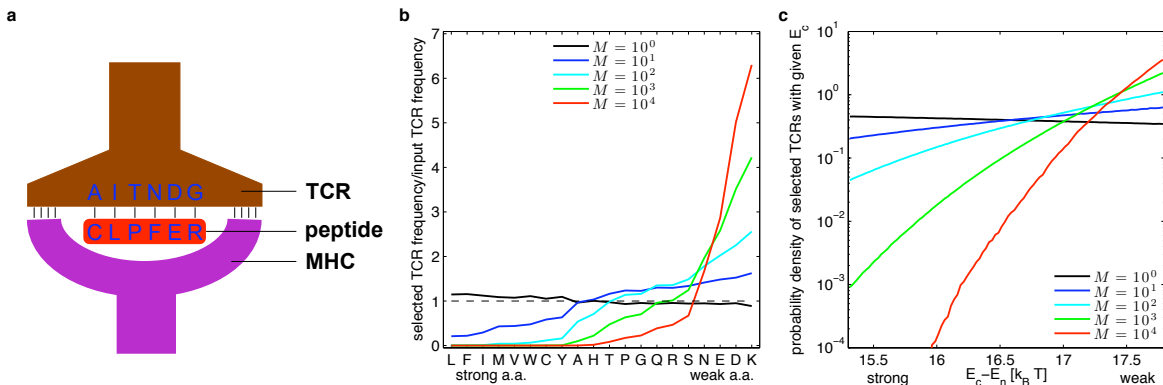 a
A I T N D G
TCR
C L P F E R
peptide
MHC
b
selected TCR frequency/input TCR frequency
7
6
5
4
3
2
1
0
M = 10^0
M = 10^1
M = 10^2
M = 10^3
M = 10^4
L F I M V W C Y A H T P G Q R S N E D K
strong a.a.
weak a.a.
c
probability density of selected TCRs with given E_c
10^1
10^0
10^-1
10^-2
10^-3
10^-4
M = 10^0
M = 10^1
M = 10^2
M = 10^3
M = 10^4
15.5 16 16.5 17 17.5
strong
E_c-E_n [k_B T]
weak